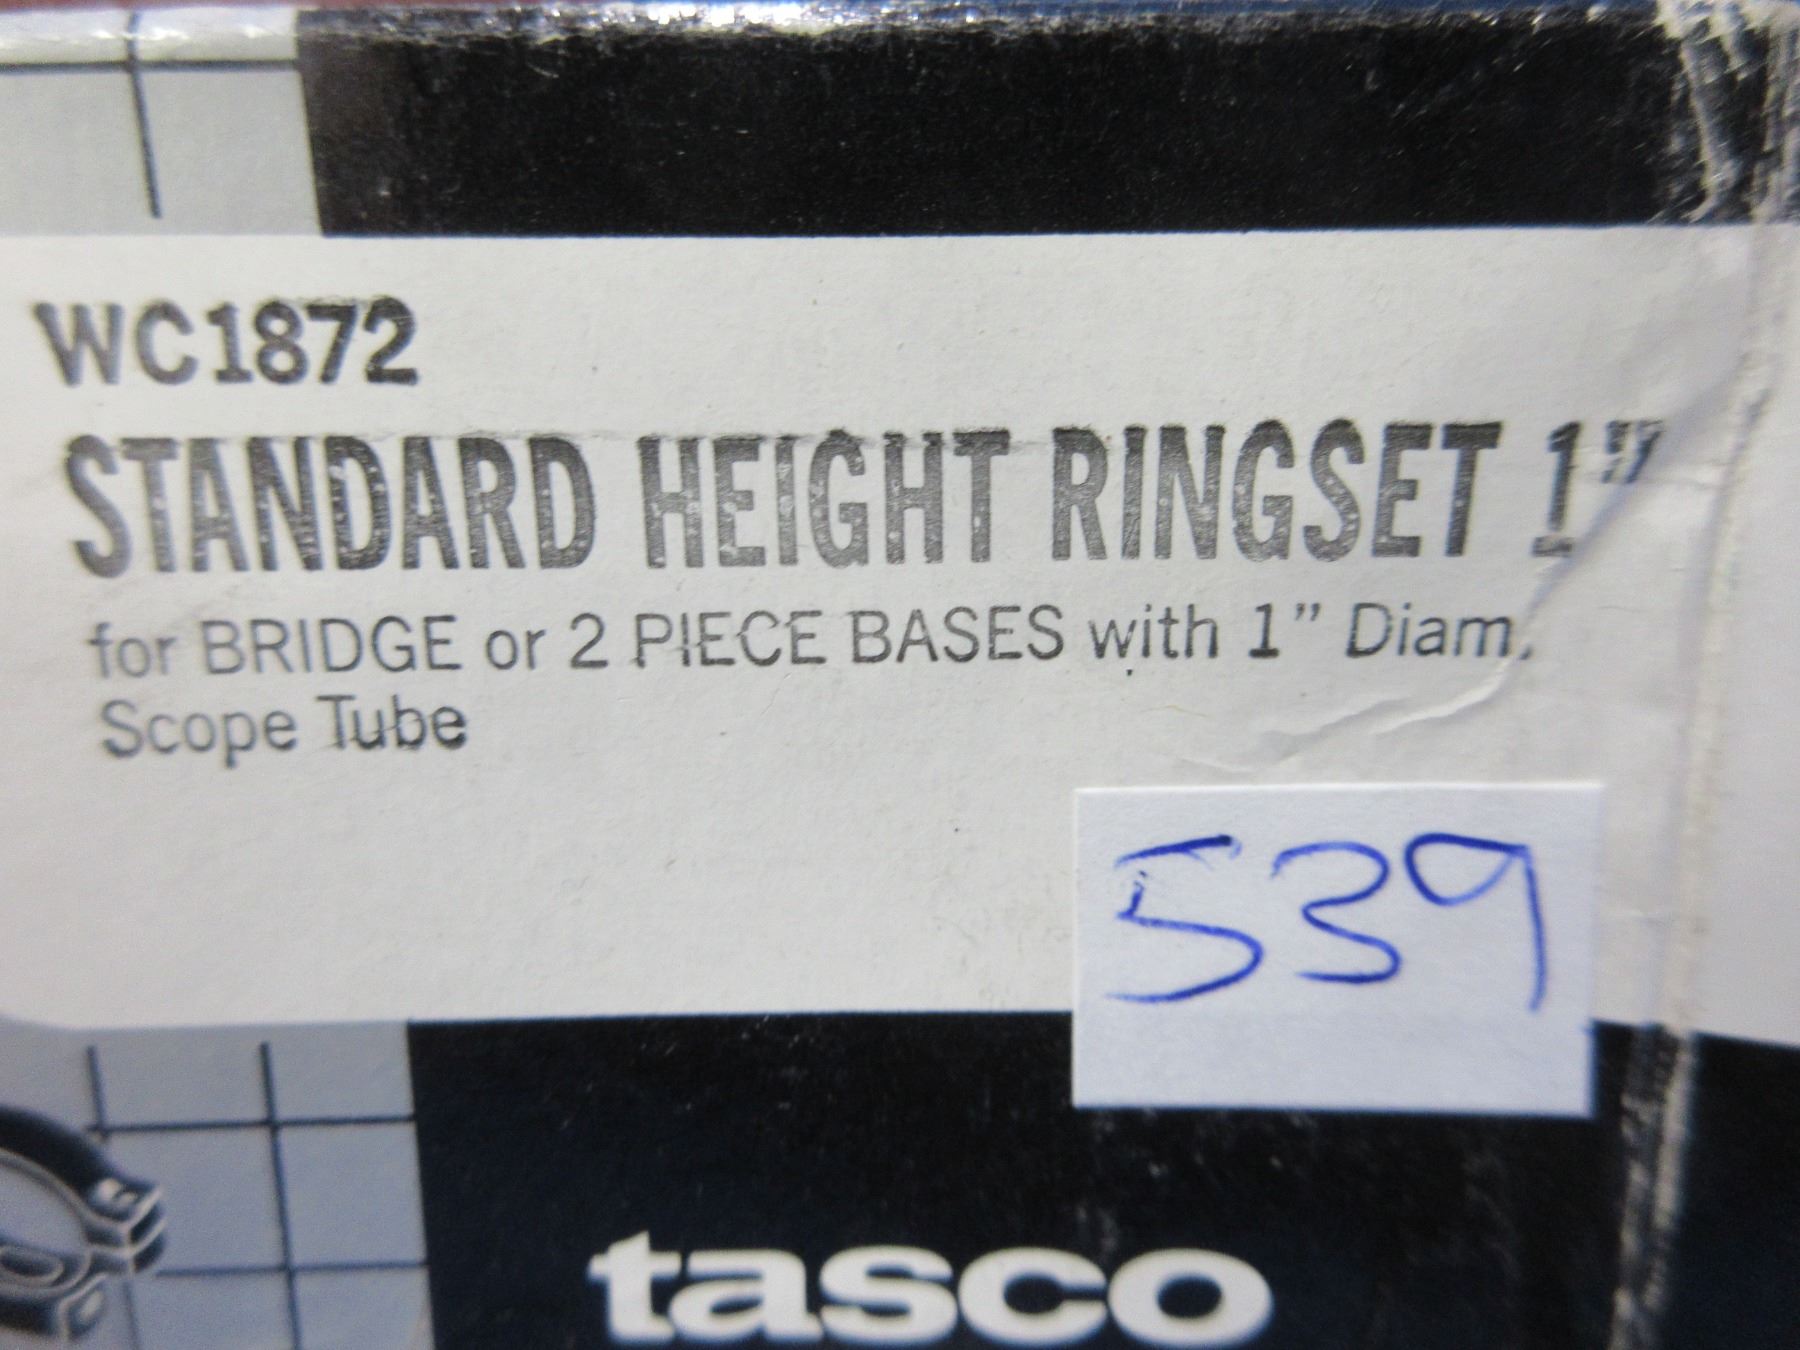 WC1872
STANDARD HEIGHT RINGSET 1”
for BRIDGE or 2 PIECE BASES with 1” Diam.
Scope Tube
539
tasco